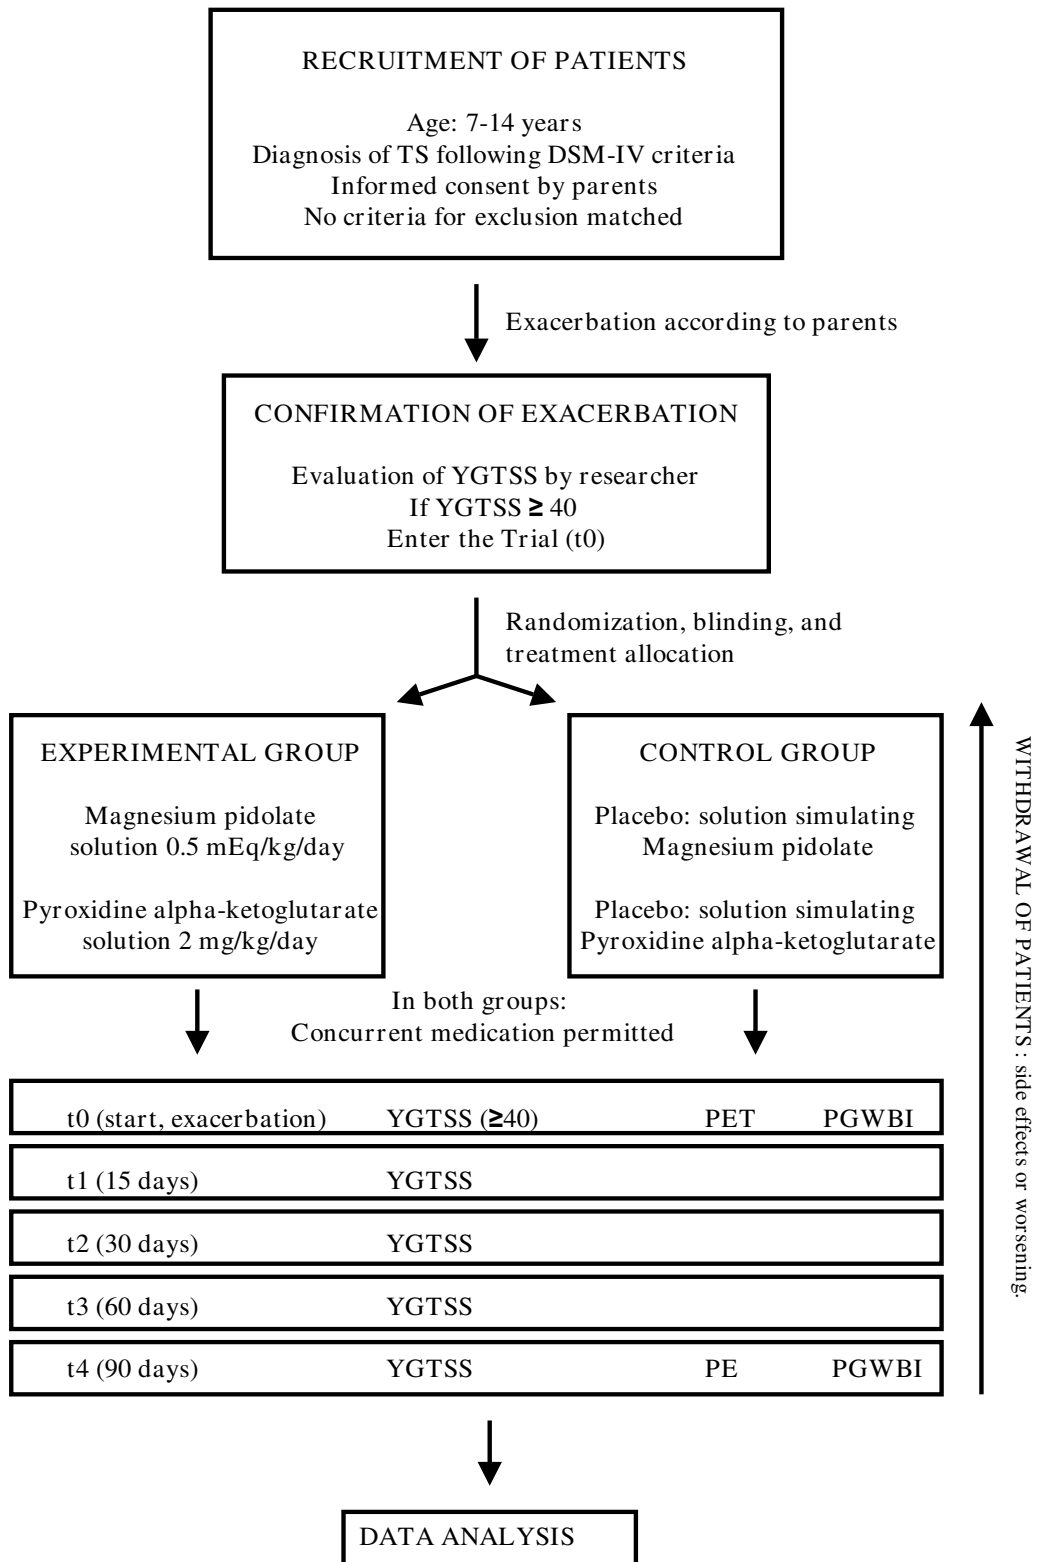 RECRUITMENT OF PATIENTS
Age: 7-14 years
Diagnosis of TS following DSM-IV criteria
Informed consent by parents
No criteria for exclusion matched
Exacerbation according to parents
CONFIRMATION OF EXACERBATION
Evaluation of YGTSS by researcher
If YGTSS ≥ 40
Enter the Trial (t0)
Randomization, blinding, and
treatment allocation
EXPERIMENTAL GROUP
Magnesium pidolate
solution 0.5 mEq/kg/day
Pyroxidine alpha-ketoglutarate
solution 2 mg/kg/day
CONTROL GROUP
Placebo: solution simulating
Magnesium pidolate
Placebo: solution simulating
Pyroxidine alpha-ketoglutarate
WITHDRAWAL OF PATIENTS : side effects or worsening.
In both groups:
Concurrent medication permitted
t0 (start, exacerbation) YGTSS (≥40) PET PGWBI
t1 (15 days) YGTSS
t2 (30 days) YGTSS
t3 (60 days) YGTSS
t4 (90 days) YGTSS PE PGWBI
DATA ANALYSIS